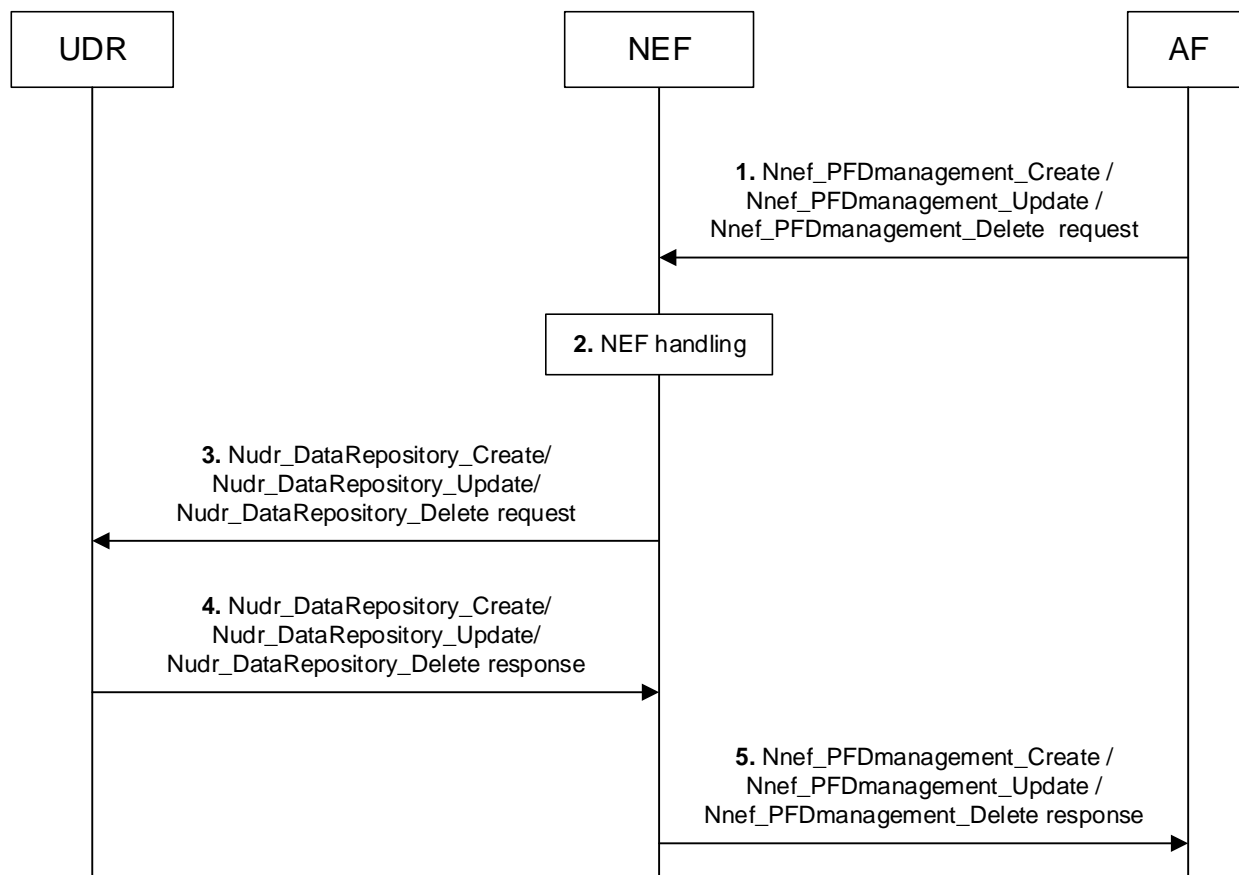 UDR
NEF
AF
1. Nnef_PFDmanagement_Create /
Nnef_PFDmanagement_Update /
Nnef_PFDmanagement_Delete  request
2. NEF handling
3. Nudr_DataRepository_Create/
Nudr_DataRepository_Update/
Nudr_DataRepository_Delete request
4. Nudr_DataRepository_Create/
Nudr_DataRepository_Update/
Nudr_DataRepository_Delete response
5. Nnef_PFDmanagement_Create /
Nnef_PFDmanagement_Update /
Nnef_PFDmanagement_Delete response